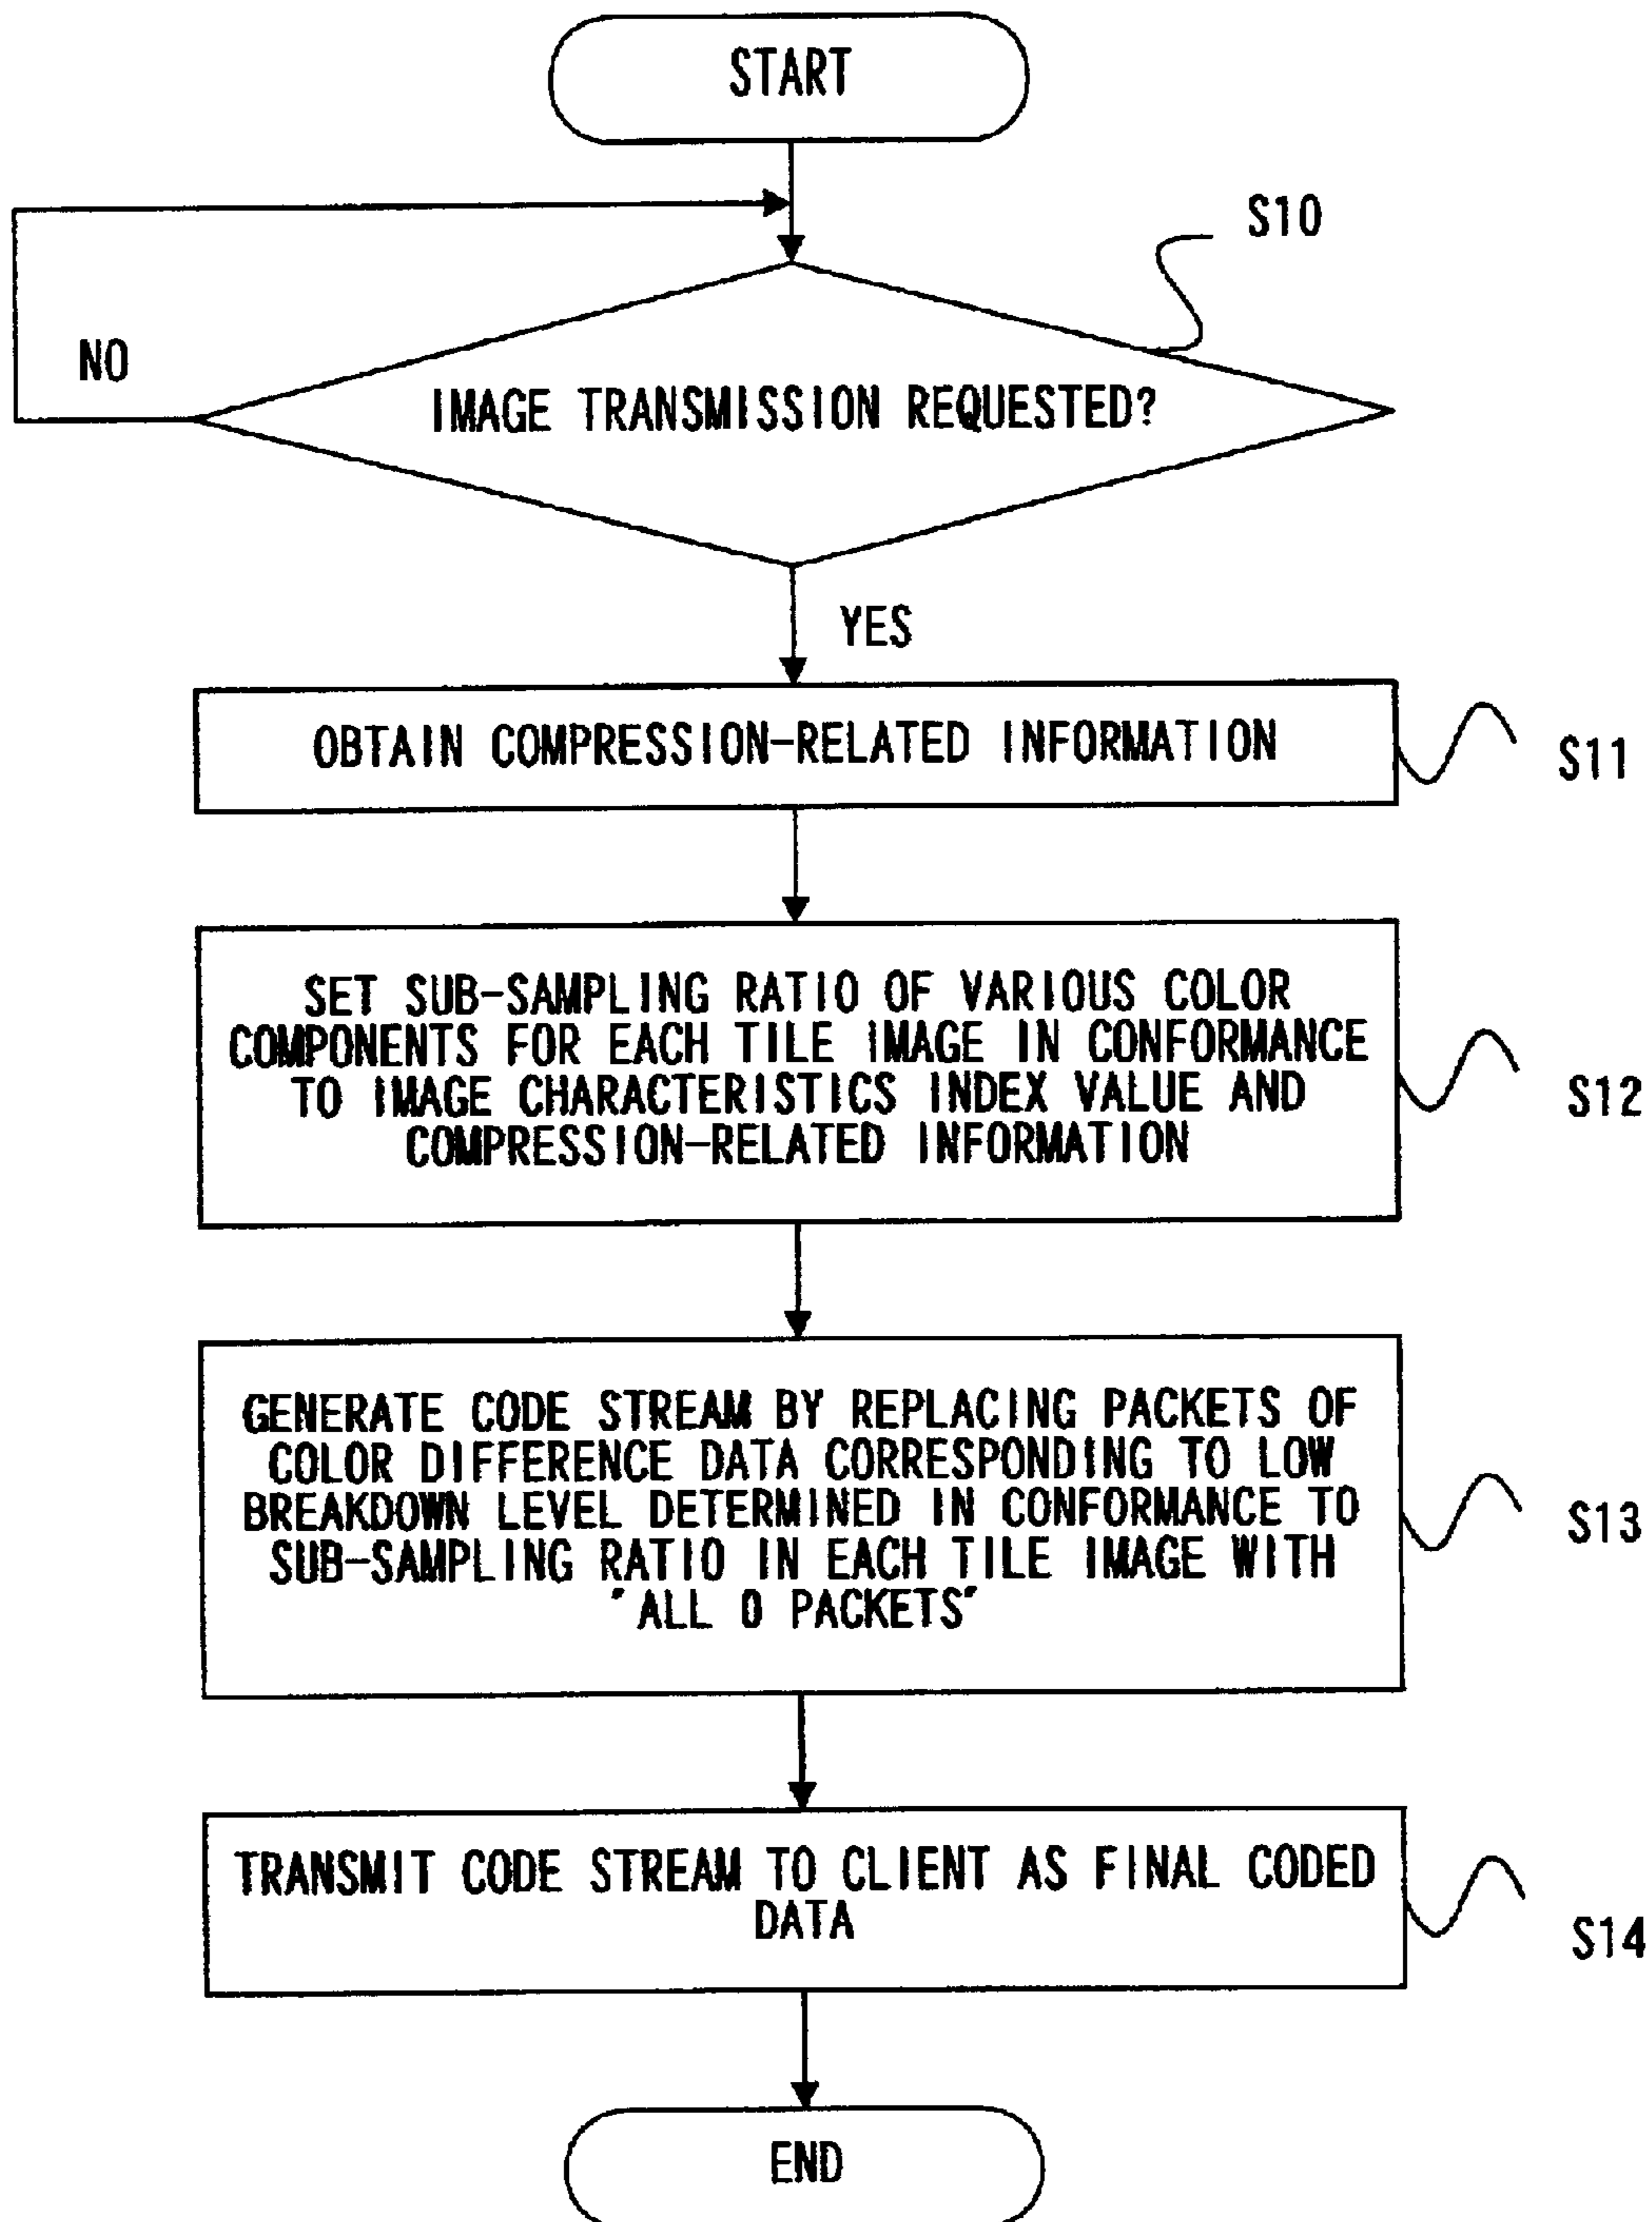 START
S10
NO
IMAGE TRANSMISSION REQUESTED?
YES
OBTAIN COMPRESSION-RELATED INFORMATION
S11
SET SUB-SAMPLING RATIO OF VARIOUS COLOR
COMPONENTS FOR EACH TILE IMAGE IN CONFORMANCE
TO IMAGE CHARACTERISTICS INDEX VALUE AND
COMPRESSION-RELATED INFORMATION
S12
GENERATE CODE STREAM BY REPLACING PACKETS OF
COLOR DIFFERENCE DATA CORRESPONDING TO LOW
BREAKDOWN LEVEL DETERMINED IN CONFORMANCE TO
SUB-SAMPLING RATIO IN EACH TILE IMAGE WITH
"ALL 0 PACKETS"
S13
TRANSMIT CODE STREAM TO CLIENT AS FINAL CODED
DATA
S14
END